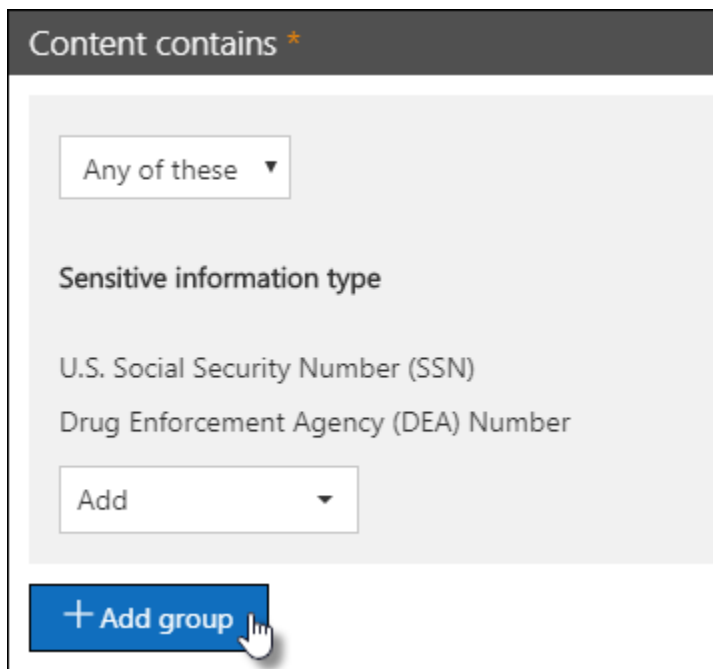 Content contains *
Any of these
Sensitive information type
U.S. Social Security Number (SSN)
Drug Enforcement Agency (DEA) Number
Add
+ Add group